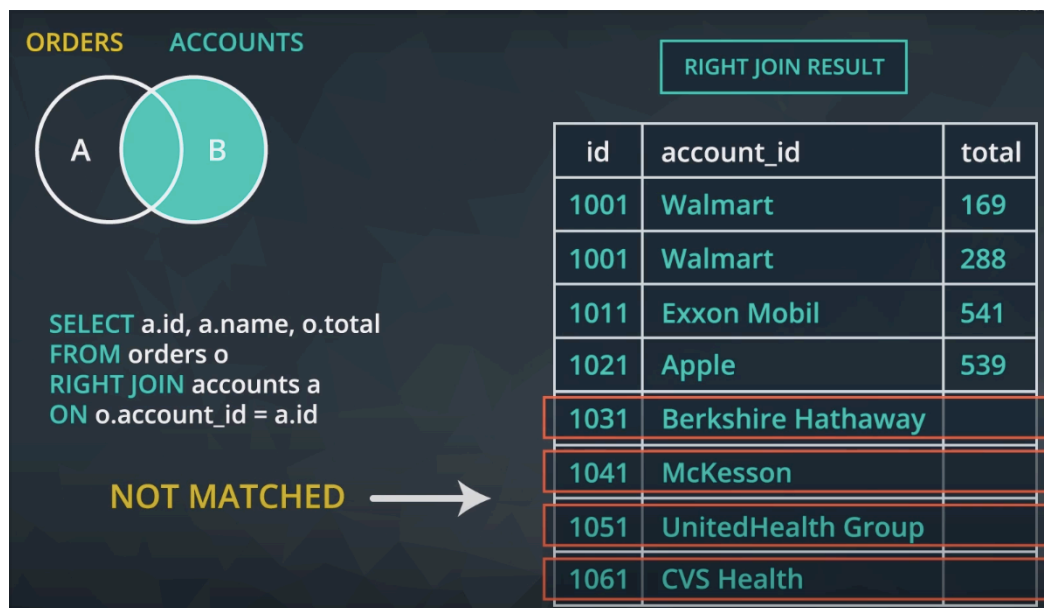 ORDERS ACCOUNTS
A B
SELECT a.id, a.name, o.total
FROM orders o
RIGHT JOIN accounts a
ON o.account_id = a.id
NOT MATCHED
RIGHT JOIN RESULT
id account_id total
1001 Walmart 169
1001 Walmart 288
1011 Exxon Mobil 541
1021 Apple 539
1031 Berkshire Hathaway
1041 McKesson
1051 UnitedHealth Group
1061 CVS Health